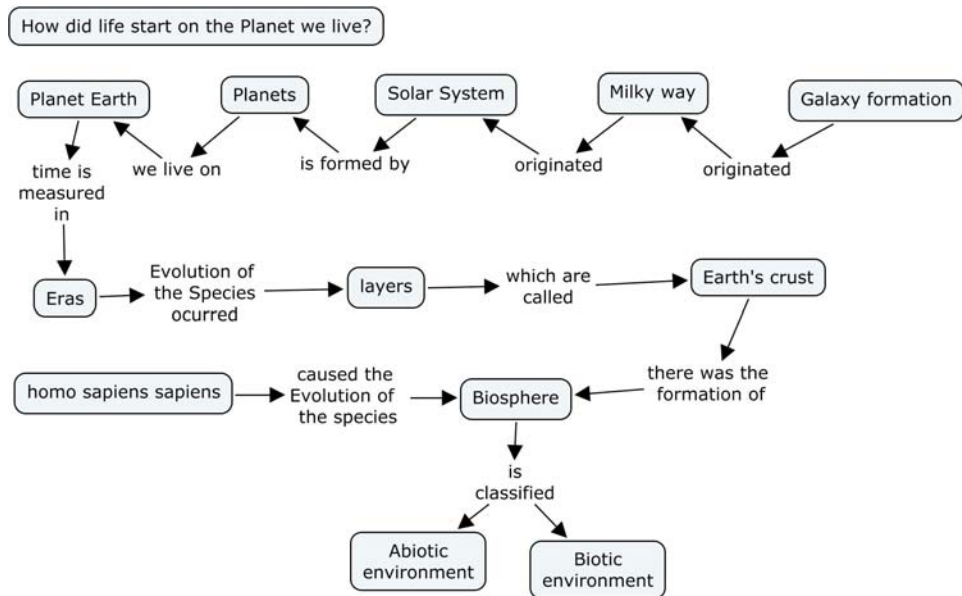 How did life start on the Planet we live?
Planet Earth
Planets
Solar System
Milky way
Galaxy formation
time is
measured
in
we live on
is formed by
originated
originated
Eras
Evolution of
the Species
ocurred
layers
which are
called
Earth's crust
homo sapiens sapiens
caused the
Evolution of
the species
Biosphere
there was the
formation of
is
classified
Abiotic
environment
Biotic
environment